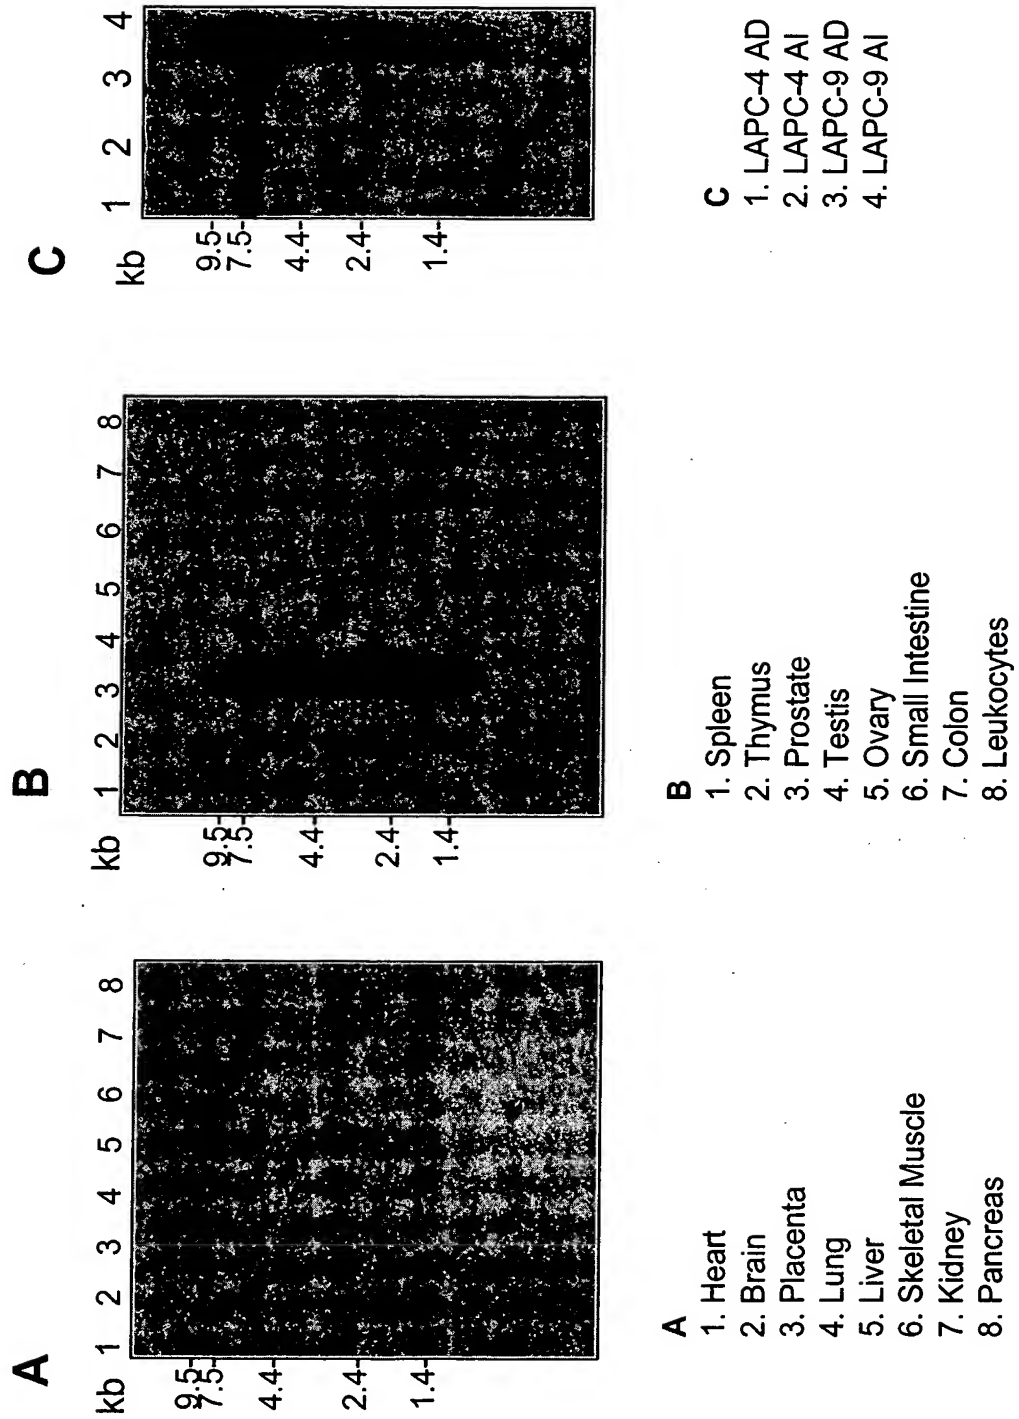 A
kb
1 2 3 4 5 6 7 8
9.5-
7.5-
4.4-
2.4-
1.4-
A
1. Heart
2. Brain
3. Placenta
4. Lung
5. Liver
6. Skeletal Muscle
7. Kidney
8. Pancreas
B
kb
1 2 3 4 5 6 7 8
9.5-
7.5-
4.4-
2.4-
1.4-
B
1. Spleen
2. Thymus
3. Prostate
4. Testis
5. Ovary
6. Small Intestine
7. Colon
8. Leukocytes
C
kb
1 2 3 4
9.5-
7.5-
4.4-
2.4-
1.4-
C
1. LAPC-4 AD
2. LAPC-4 AI
3. LAPC-9 AD
4. LAPC-9 AI